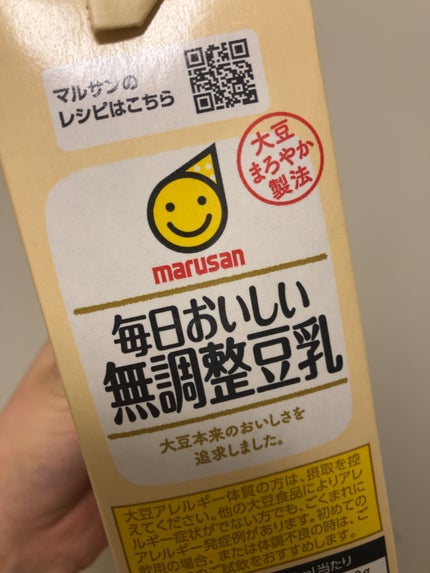 マルサンの
レシピはこちら
大豆
まろやか
製法
marusan
毎日おいしい
無調整豆乳
大豆本来のおいしさを
追求しました。
大豆アレルギー体質の方は、摂取を控
えてください。他の大豆食品によりアレ
ルギー症状がでない方でも、ごくまれに
アレルギー発症例があります。初めての
飲用の場合、または体調不良の時は、ご
試飲をおすすめします。
当たり